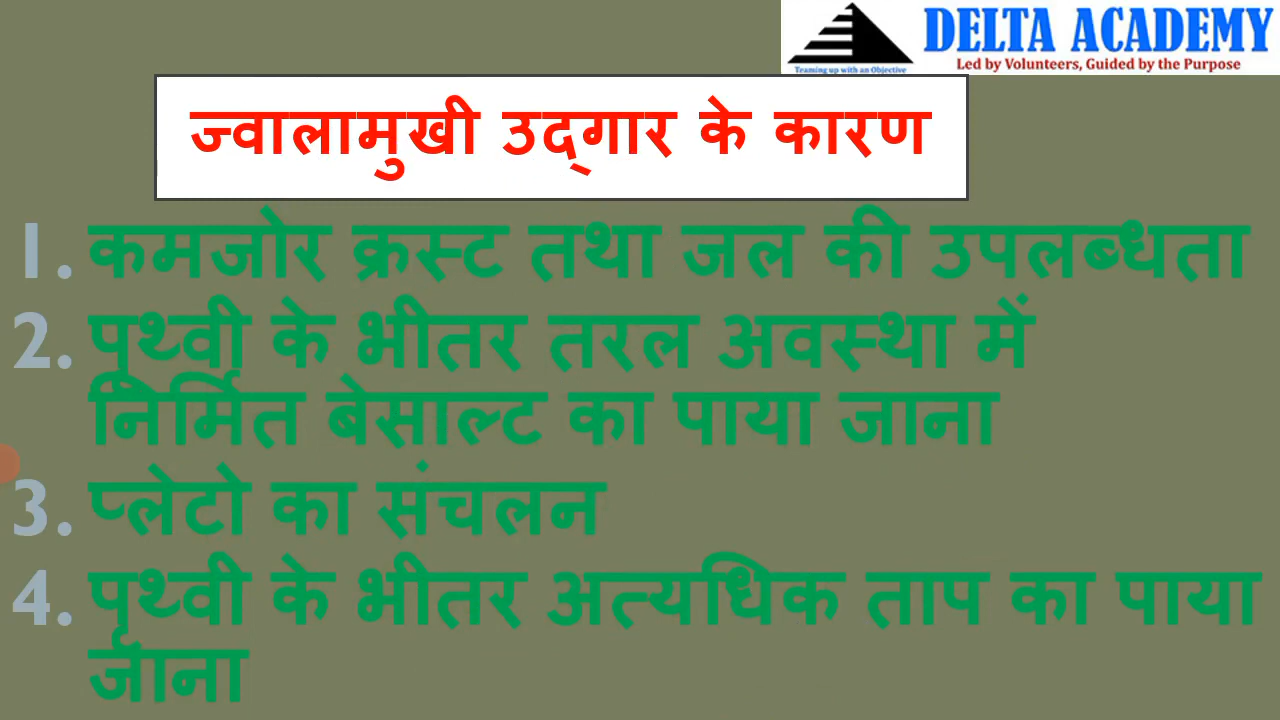 DELTA ACADEMY
Teaming up with an Objective
Led by Volunteers, Guided by the Purpose
ज्वालामुखी उद्‌गार के कारण
1. कमजोर क्रस्ट तथा जल की उपलब्धता
2. पृथ्वी के भीतर तरल अवस्था में
निर्मित बेसाल्ट का पाया जाना
3. प्लेटो का संचलन
4. पृथ्वी के भीतर अत्यधिक ताप का पाया
जाना